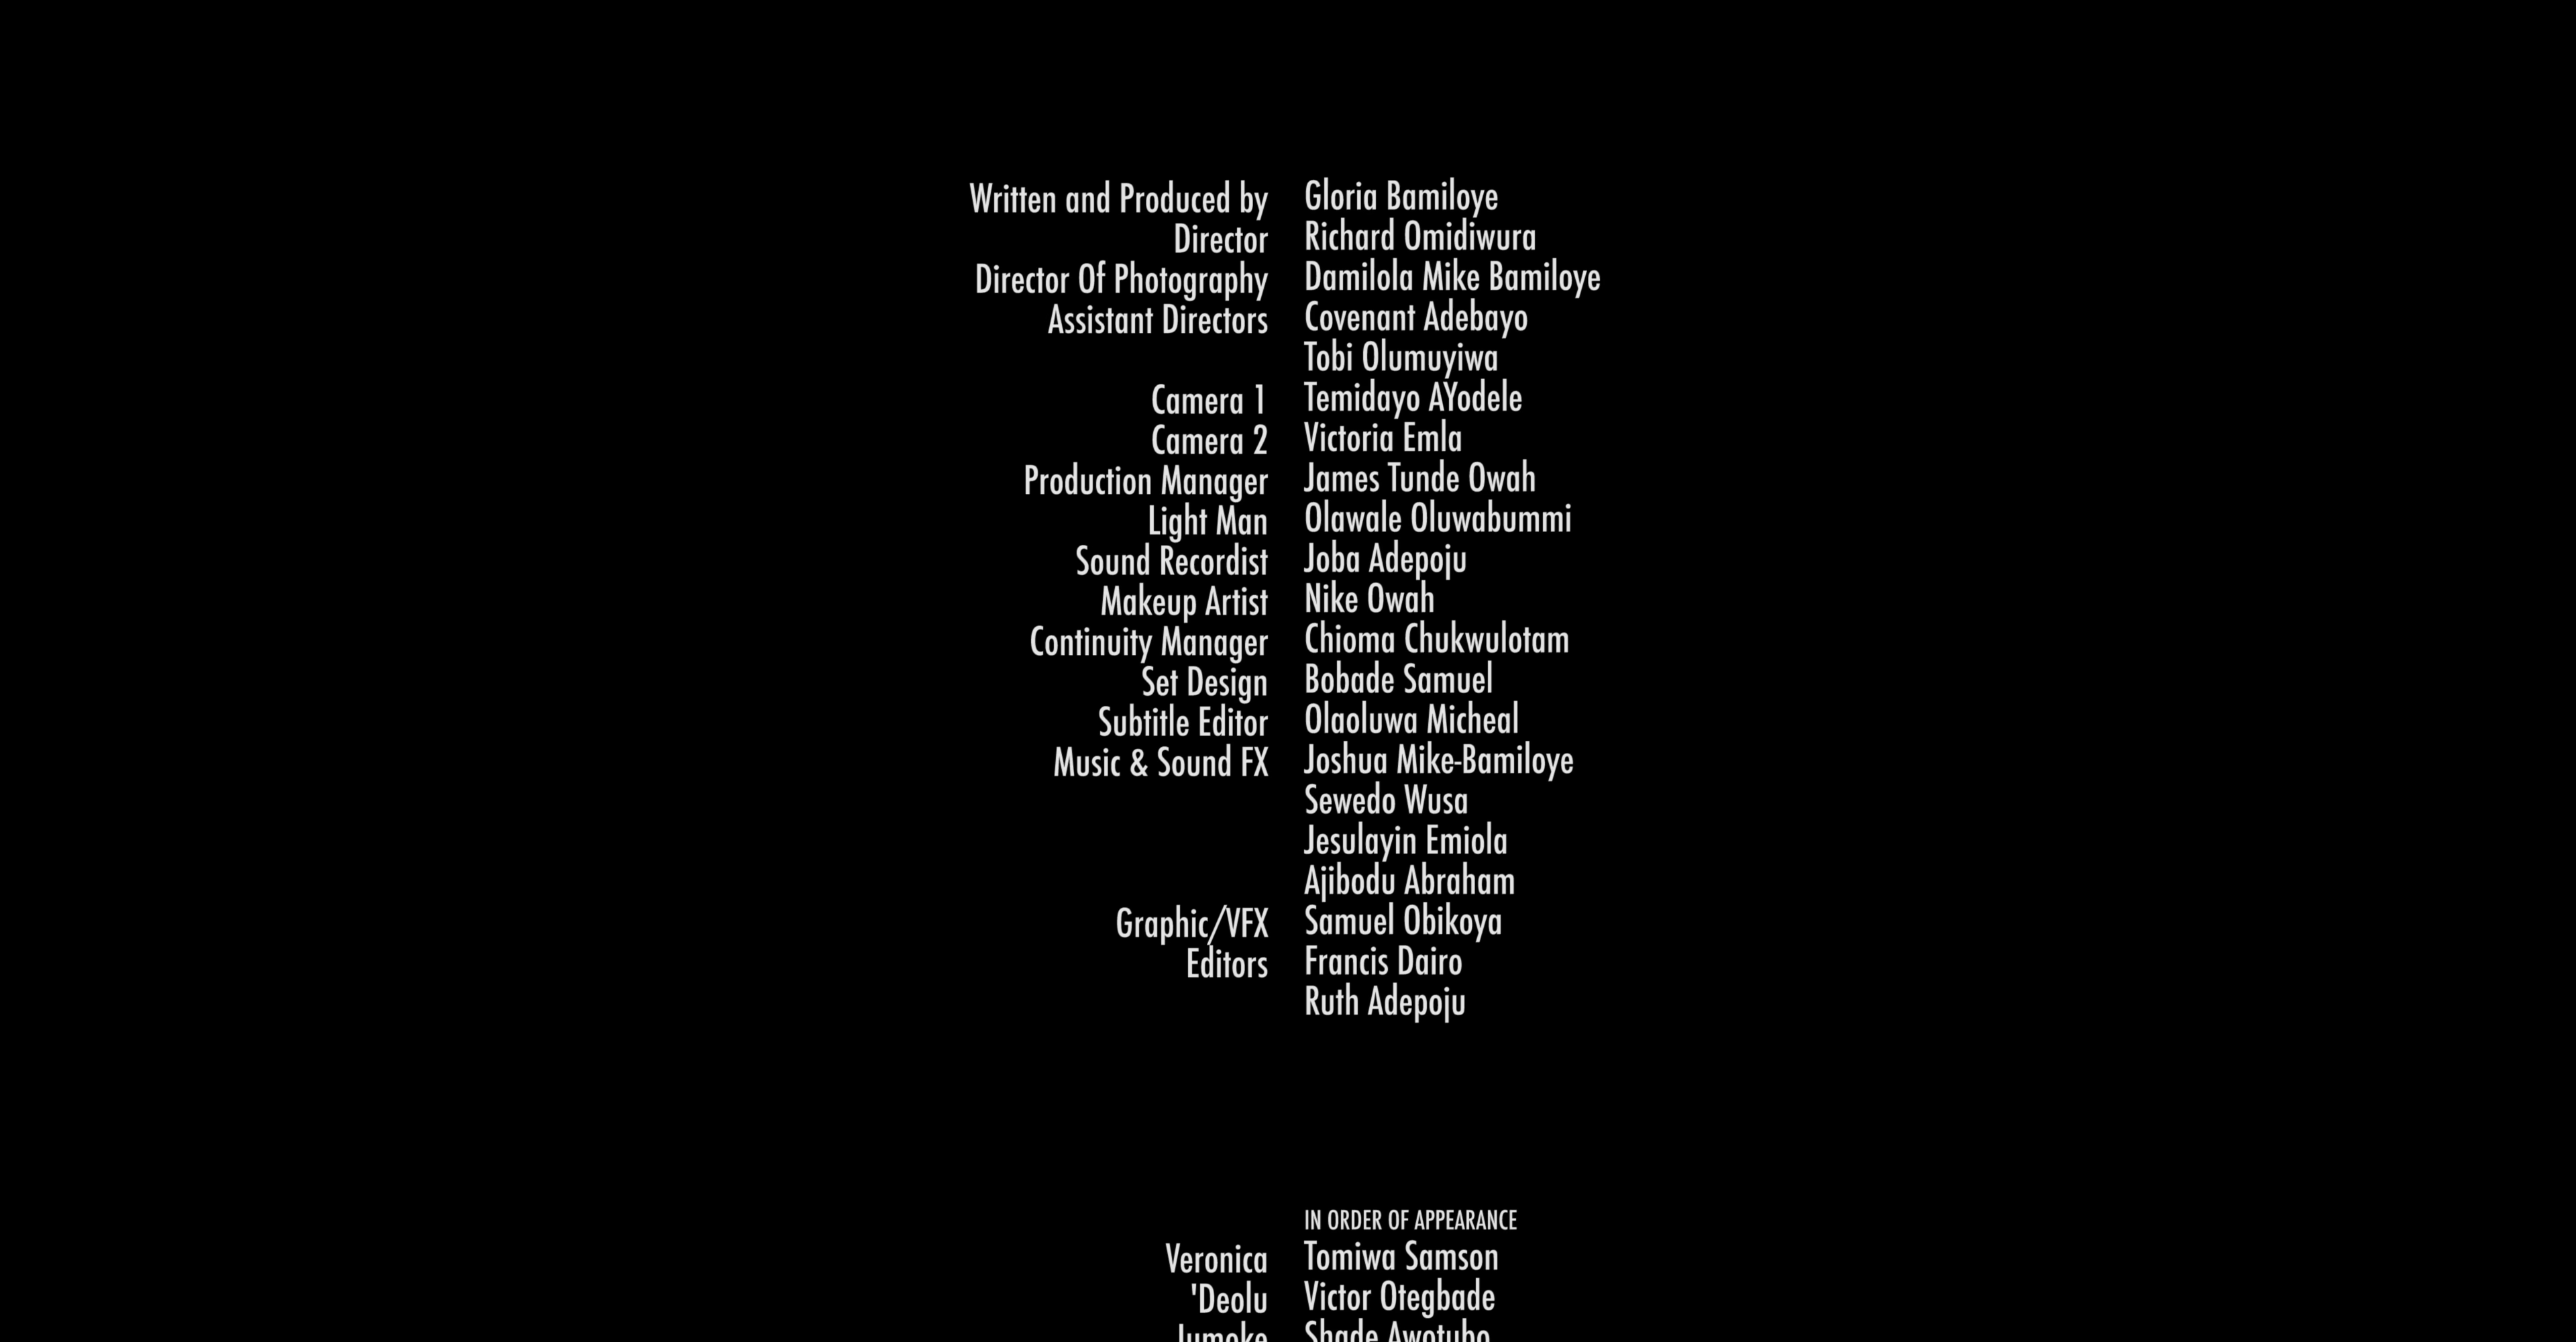 Written and Produced by Gloria Bamiloye
Director Richard Omidiwura
Director Of Photography Damilola Mike Bamiloye
Assistant Directors Covenant Adebayo
Tobi Olumuyiwa
Camera 1 Temidayo AYodele
Camera 2 Victoria Emla
Production Manager James Tunde Owah
Light Man Olawale Oluwabummi
Sound Recordist Joba Adepoju
Makeup Artist Nike Owah
Continuity Manager Chioma Chukwulotam
Set Design Bobade Samuel
Subtitle Editor Olaoluwa Micheal
Music & Sound FX Joshua Mike-Bamiloye
Sewedo Wusa
Jesulayin Emiola
Ajibodu Abraham
Graphic/VFX Samuel Obikoya
Editors Francis Dairo
Ruth Adepoju
IN ORDER OF APPEARANCE
Veronica Tomiwa Samson
'Deolu Victor Otegbade
Jumoke Shade Awotubo